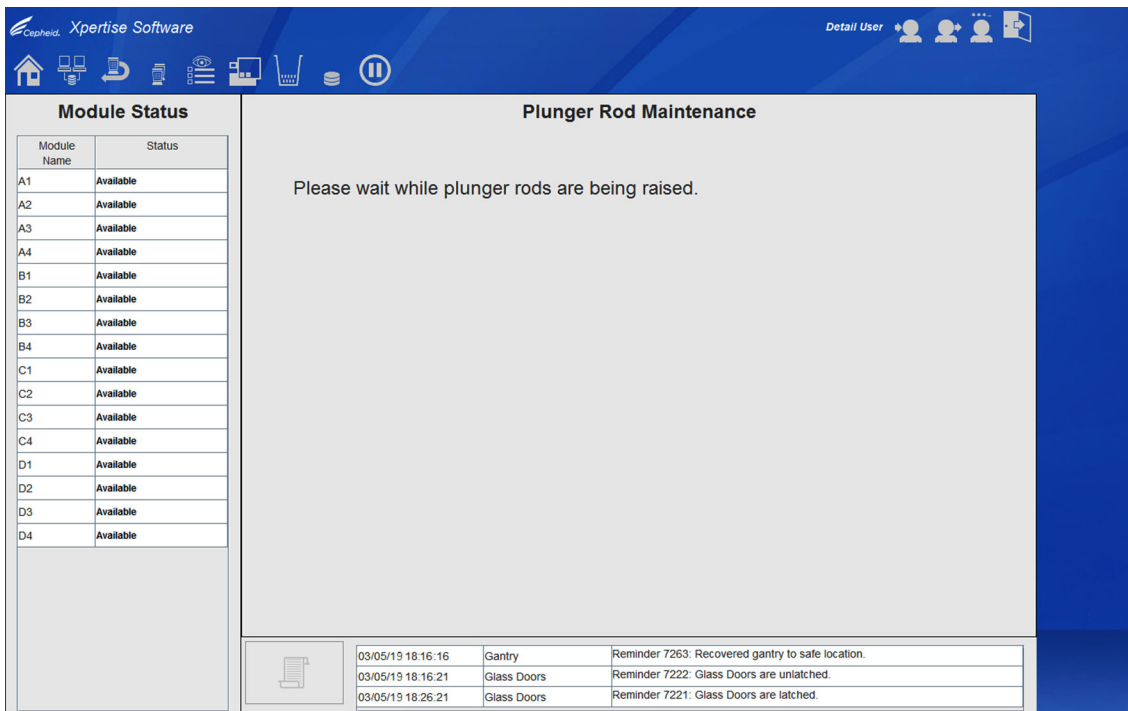 Cepheid. Xpertise Software
Detail User
Module Status
Plunger Rod Maintenance
Module Name Status
A1 Available
A2 Available
A3 Available
A4 Available
B1 Available
B2 Available
B3 Available
B4 Available
C1 Available
C2 Available
C3 Available
C4 Available
D1 Available
D2 Available
D3 Available
D4 Available
Please wait while plunger rods are being raised.
03/05/19 18:16:16 Gantry Reminder 7263: Recovered gantry to safe location.
03/05/19 18:16:21 Glass Doors Reminder 7222: Glass Doors are unlatched.
03/05/19 18:26:21 Glass Doors Reminder 7221: Glass Doors are latched.